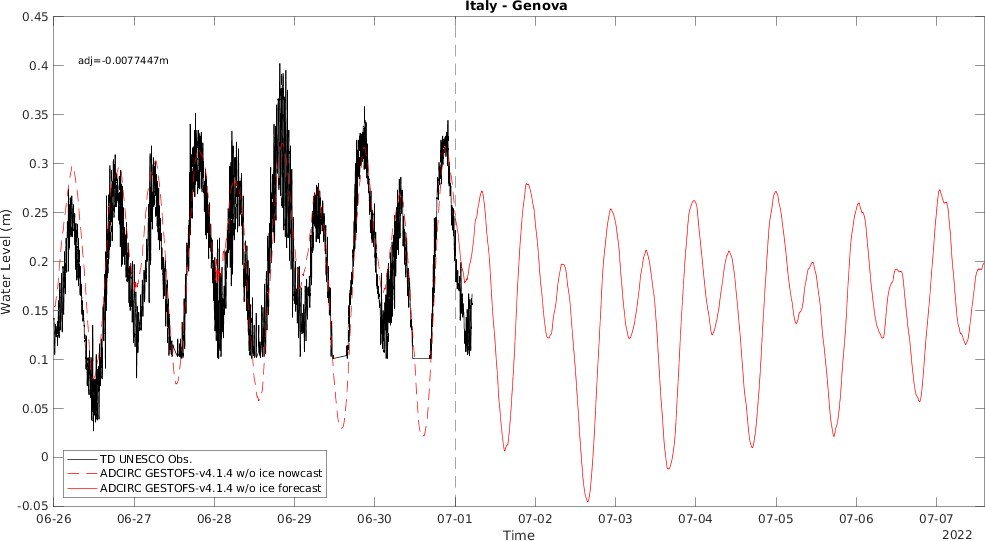 Italy - Genova
adj=-0.0077447m
0.45
0.4
0.35
0.3
0.25
0.2
0.15
0.1
0.05
0
-0.05
Water Level (m)
TD UNESCO Obs.
ADCIRC GESTOFS-v4.1.4 w/o ice nowcast
ADCIRC GESTOFS-v4.1.4 w/o ice forecast
06-26 06-27 06-28 06-29 06-30 07-01 07-02 07-03 07-04 07-05 07-06 07-07
Time
2022